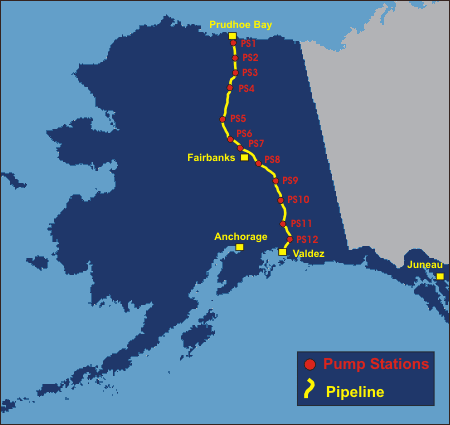 Prudhoe Bay
PS1
PS2
PS3
PS4
PS5
PS6
PS7
Fairbanks
PS8
PS9
PS10
PS11
Anchorage
PS12
Valdez
Juneau
Pump Stations
Pipeline